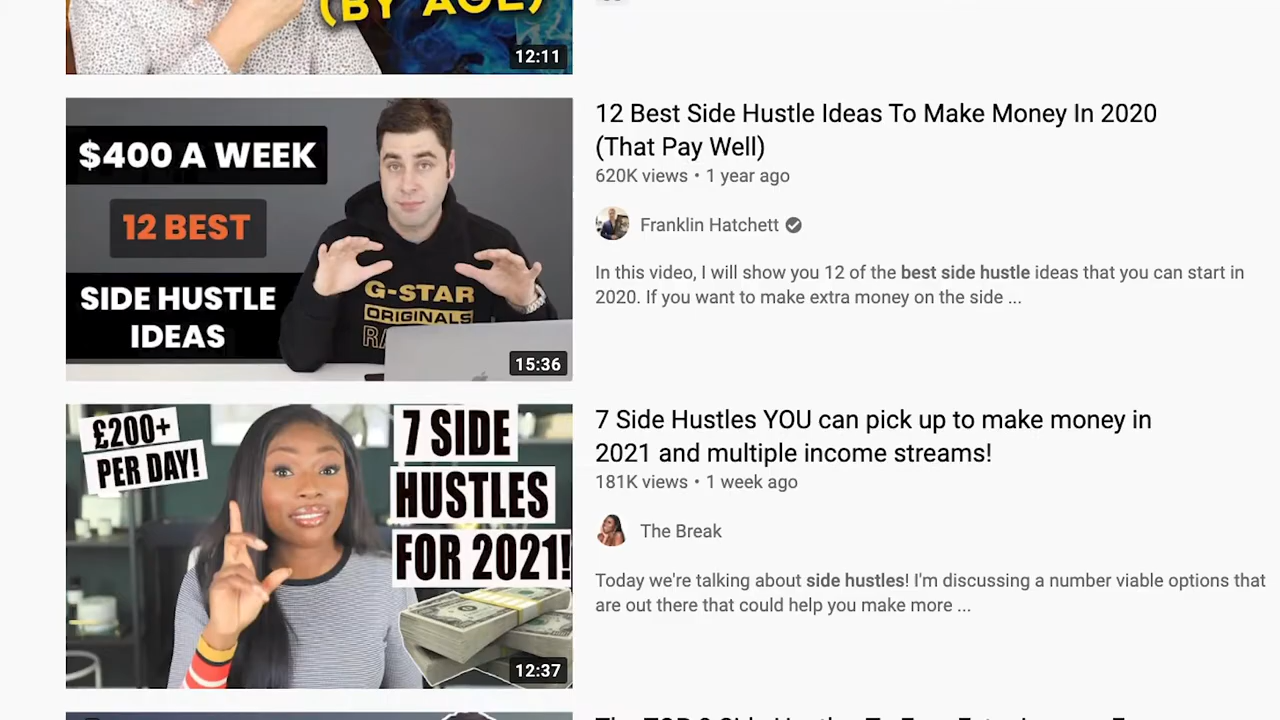 (BY AGE)
12:11
$400 A WEEK
12 BEST
SIDE HUSTLE
IDEAS
G-STAR
ORIGINALS
15:36
12 Best Side Hustle Ideas To Make Money In 2020
(That Pay Well)
620K views • 1 year ago
Franklin Hatchett
In this video, I will show you 12 of the best side hustle ideas that you can start in
2020. If you want to make extra money on the side ...
£200+
PER DAY!
7 SIDE
HUSTLES
FOR 2021!
12:37
7 Side Hustles YOU can pick up to make money in
2021 and multiple income streams!
181K views • 1 week ago
The Break
Today we're talking about side hustles! I'm discussing a number viable options that
are out there that could help you make more ...